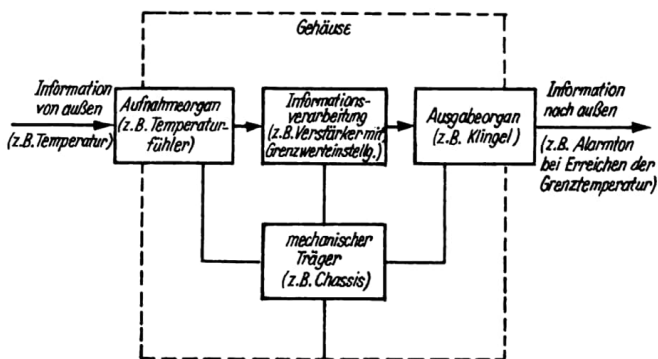 Gehäuse
Information
von außen
(z.B. Temperatur)
Aufnahmeorgan
(z.B. Temperatur-
fühler)
Informations-
verarbeitung
(z.B. Verstärker mit
Grenzwerteinstellg.)
Ausgabeorgan
(z.B. Klingel)
Information
nach außen
(z.B. Alarmton
bei Erreichen der
Grenztemperatur)
mechanischer
Träger
(z.B. Chassis)